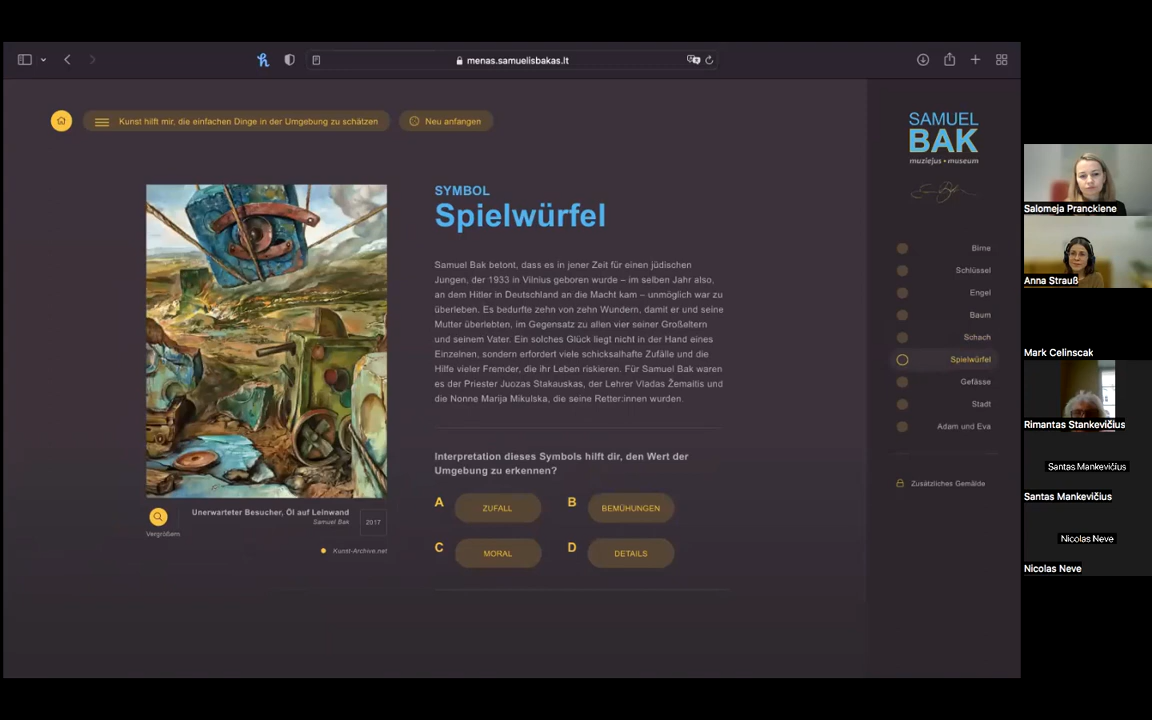 menas.samuelisbakas.lt
Kunst hilft mir, die einfachen Dinge in der Umgebung zu schätzen
Neu anfangen
SYMBOL
Spielwürfel
Samuel Bak betont, dass es in jener Zeit für einen jüdischen
Jungen, der 1933 in Vilnius geboren wurde – im selben Jahr also,
an dem Hitler in Deutschland an die Macht kam – unmöglich war zu
überleben. Es bedurfte zehn von zehn Wundern, damit er und seine
Mutter überlebten, im Gegensatz zu allen vier seiner Großeltern
und seinem Vater. Ein solches Glück liegt nicht in der Hand eines
Einzelnen, sondern erfordert viele schicksalhafte Zufälle und die
Hilfe vieler Fremder, die ihr Leben riskieren. Für Samuel Bak waren
es der Priester Juozas Stakauskas, der Lehrer Vladas Žemaitis und
die Nonne Marija Mikulska, die seine Retter:innen wurden.
Interpretation dieses Symbols hilft dir, den Wert der
Umgebung zu erkennen?
A ZUFALL
B BEMÜHUNGEN
C MORAL
D DETAILS
Vergrößern
Unerwarteter Besucher, Öl auf Leinwand
Samuel Bak
2017
Kunst-Archive.net
SAMUEL
BAK
muziejus • museum
Birne
Schlüssel
Engel
Baum
Schach
Spielwürfel
Gefässe
Stadt
Adam und Eva
Zusätzliches Gemälde
Salomeja Pranckiene
Anna Strauß
Mark Celinscak
Rimantas Stankevičius
Santas Mankevičius
Santas Mankevičius
Nicolas Neve
Nicolas Neve